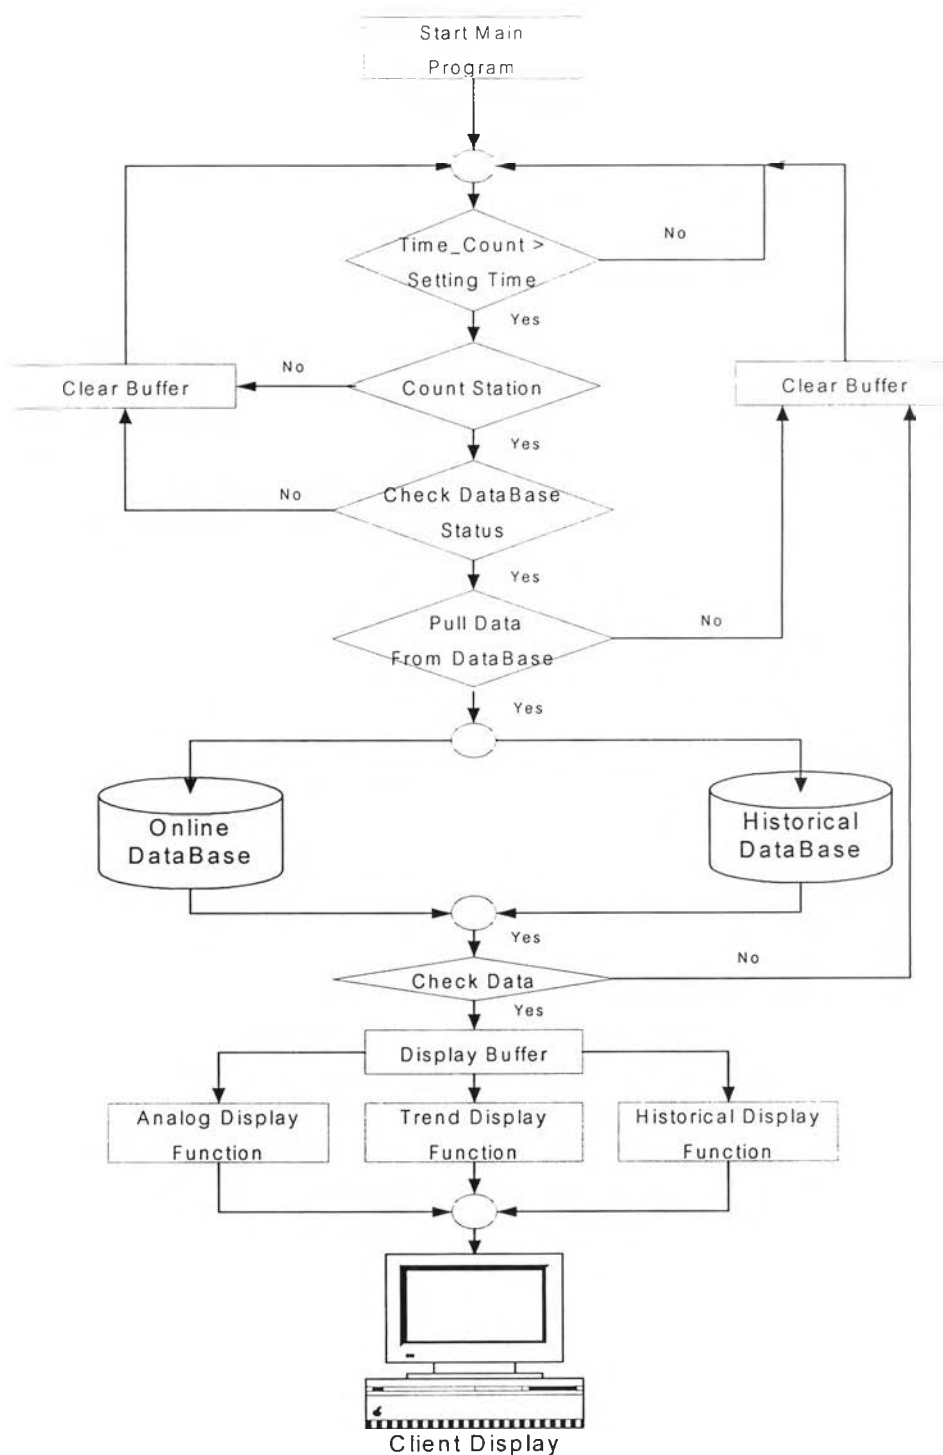 Start Main
Program
Time_Count >
Setting Time
No
Yes
Clear Buffer
No
Count Station
Clear Buffer
Yes
No
Check DataBase
Status
Yes
Pull Data
From DataBase
No
Yes
Online
DataBase
Historical
DataBase
Yes
Check Data
No
Yes
Display Buffer
Analog Display
Function
Trend Display
Function
Historical Display
Function
Client Display